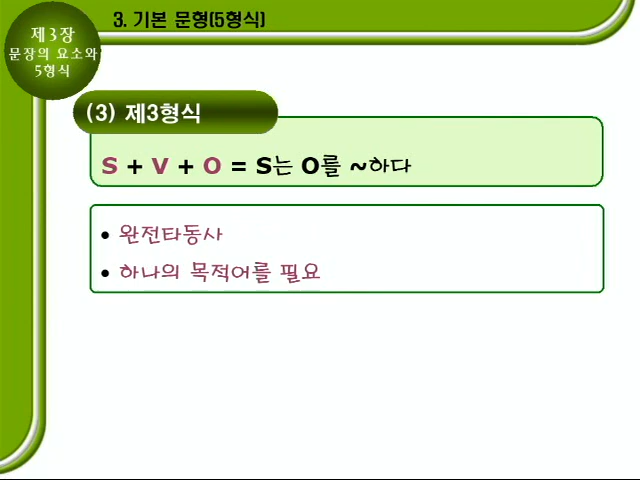 3. 기본 문형(5형식)
제3장
문장의 요소와
5형식
(3) 제3형식
S + V + O = S는 O를 ~하다
• 완전타동사
• 하나의 목적어를 필요